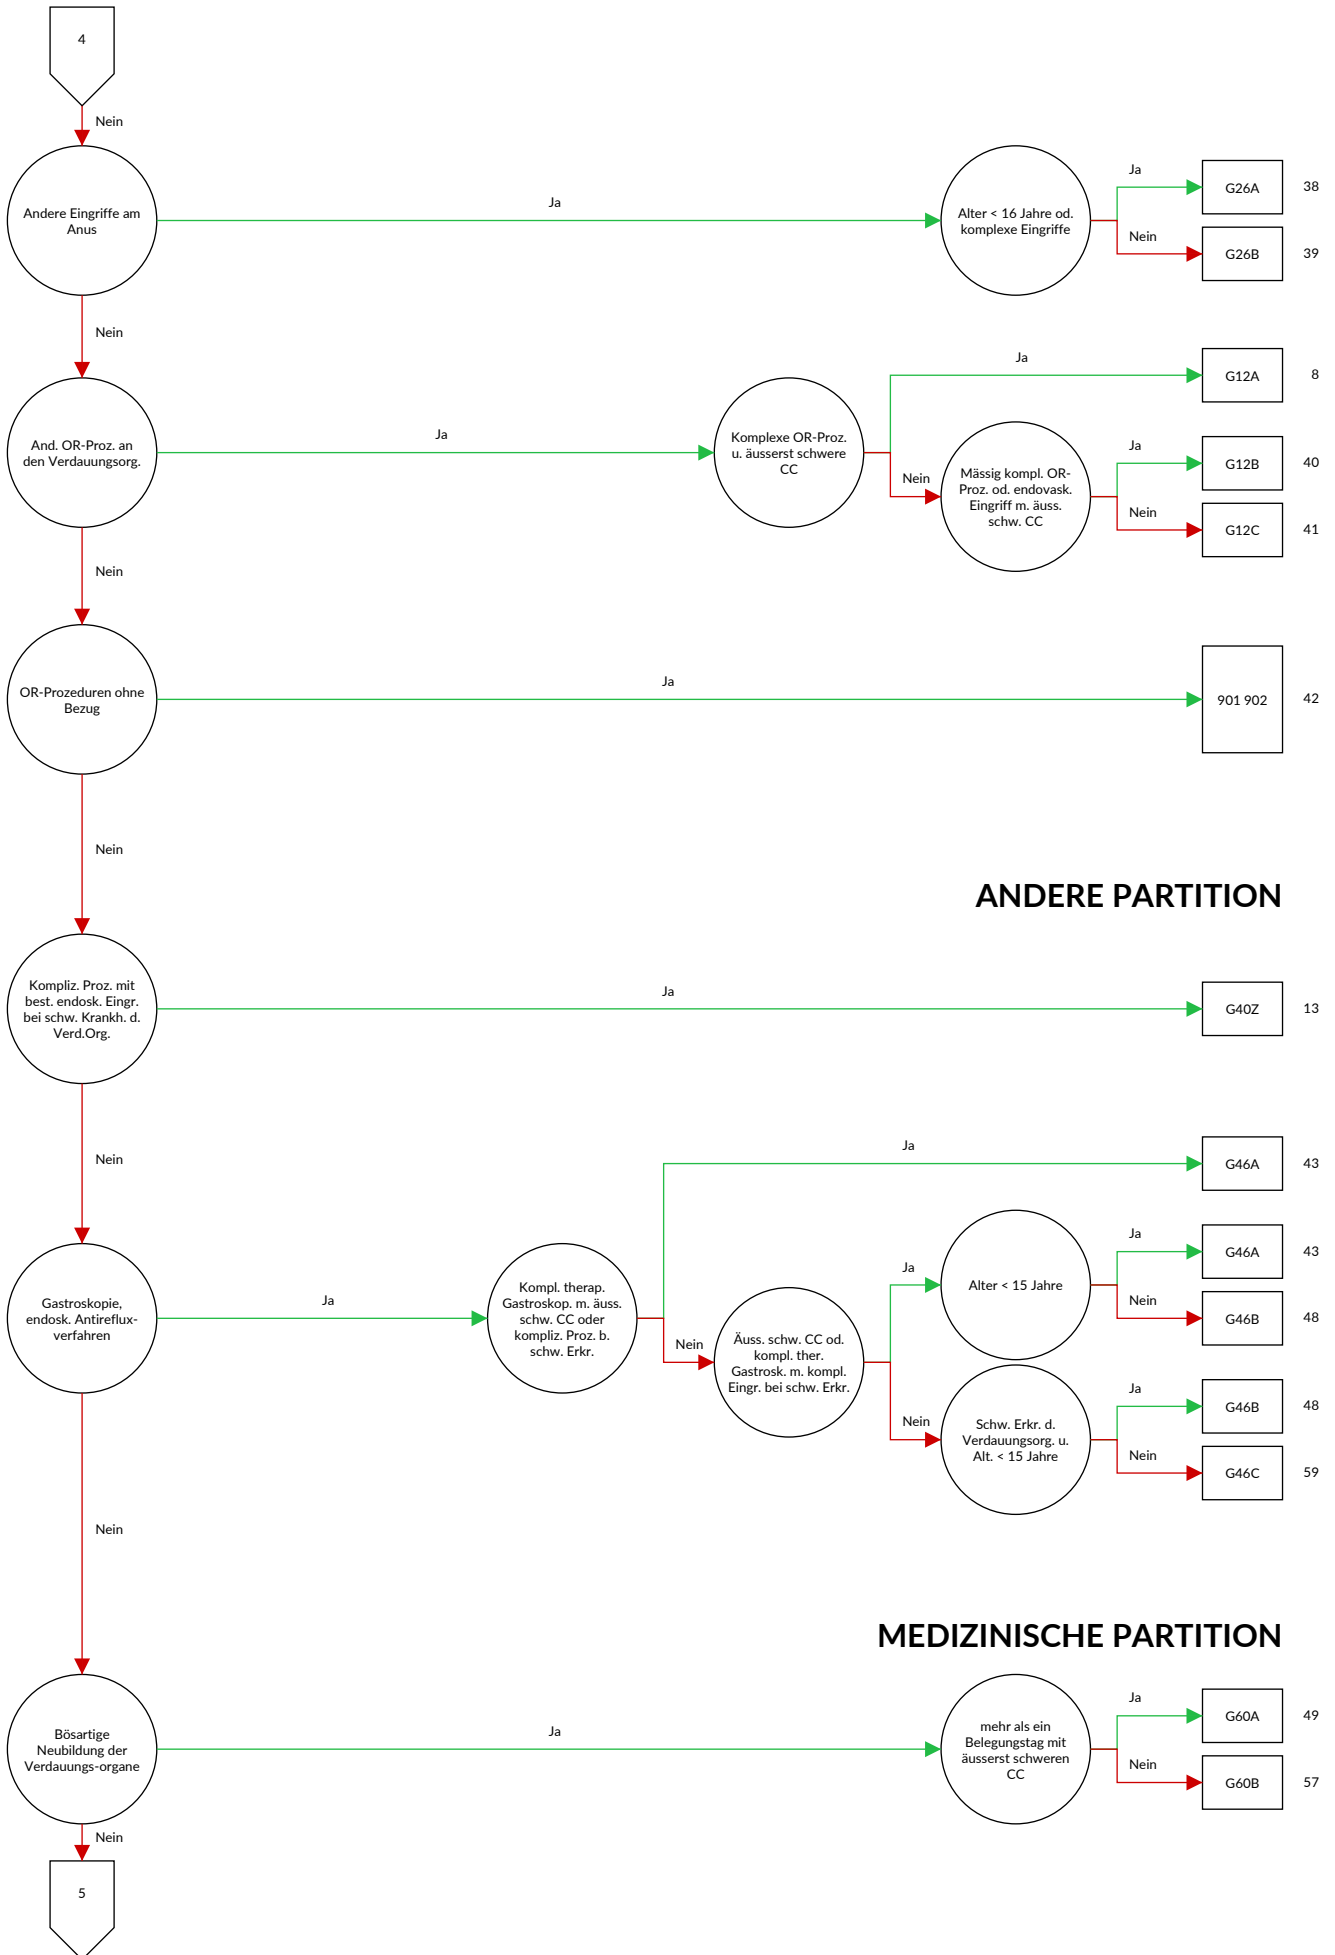 4
Nein
Andere Eingriffe am
Anus
Ja
Alter < 16 Jahre od.
komplexe Eingriffe
Ja
G26A
38
Nein
G26B
39
Nein
And. OR-Proz. an
den Verdauungsorg.
Ja
Komplexe OR-Proz.
u. äusserst schwere
CC
Ja
G12A
8
Nein
Mässig kompl. OR-
Proz. od. endovask.
Eingriff m. äuss.
schw. CC
Ja
G12B
40
Nein
G12C
41
Nein
OR-Prozeduren ohne
Bezug
Ja
901 902
42
Nein
ANDERE PARTITION
Kompliz. Proz. mit
best. endosk. Eingr.
bei schw. Krankh. d.
Verd.Org.
Ja
G40Z
13
Nein
Gastroskopie,
endosk. Antireflux-
verfahren
Ja
Kompl. therap.
Gastroskop. m. äuss.
schw. CC oder
kompliz. Proz. b.
schw. Erkr.
Ja
G46A
43
Nein
Äuss. schw. CC od.
kompl. ther.
Gastrosk. m. kompl.
Eingr. bei schw. Erkr.
Ja
Alter < 15 Jahre
Ja
G46A
43
Nein
G46B
48
Nein
Schw. Erkr. d.
Verdauungsorg. u.
Alt. < 15 Jahre
Ja
G46B
48
Nein
G46C
59
Nein
MEDIZINISCHE PARTITION
Bösartige
Neubildung der
Verdauungs-organe
Ja
mehr als ein
Belegungstag mit
äusserst schweren
CC
Ja
G60A
49
Nein
G60B
57
Nein
5